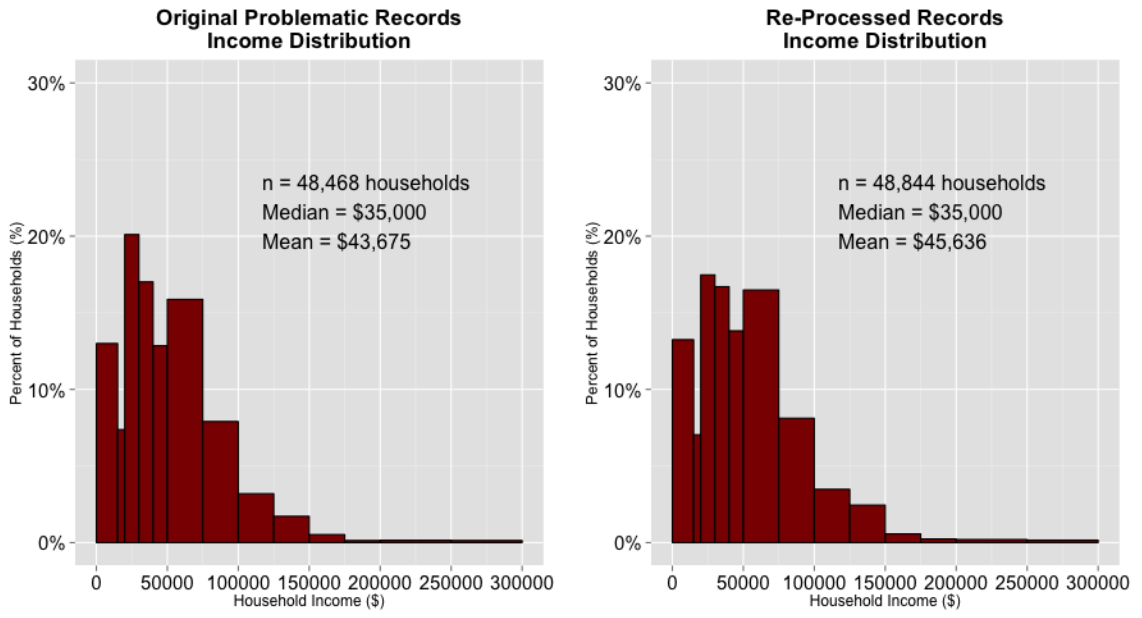 Original Problematic Records
Income Distribution
30%
20%
10%
0%
Percent of Households (%)
n = 48,468 households
Median = $35,000
Mean = $43,675
0 50000 100000 150000 200000 250000 300000
Household Income ($)
Re-Processed Records
Income Distribution
30%
20%
10%
0%
Percent of Households (%)
n = 48,844 households
Median = $35,000
Mean = $45,636
0 50000 100000 150000 200000 250000 300000
Household Income ($)